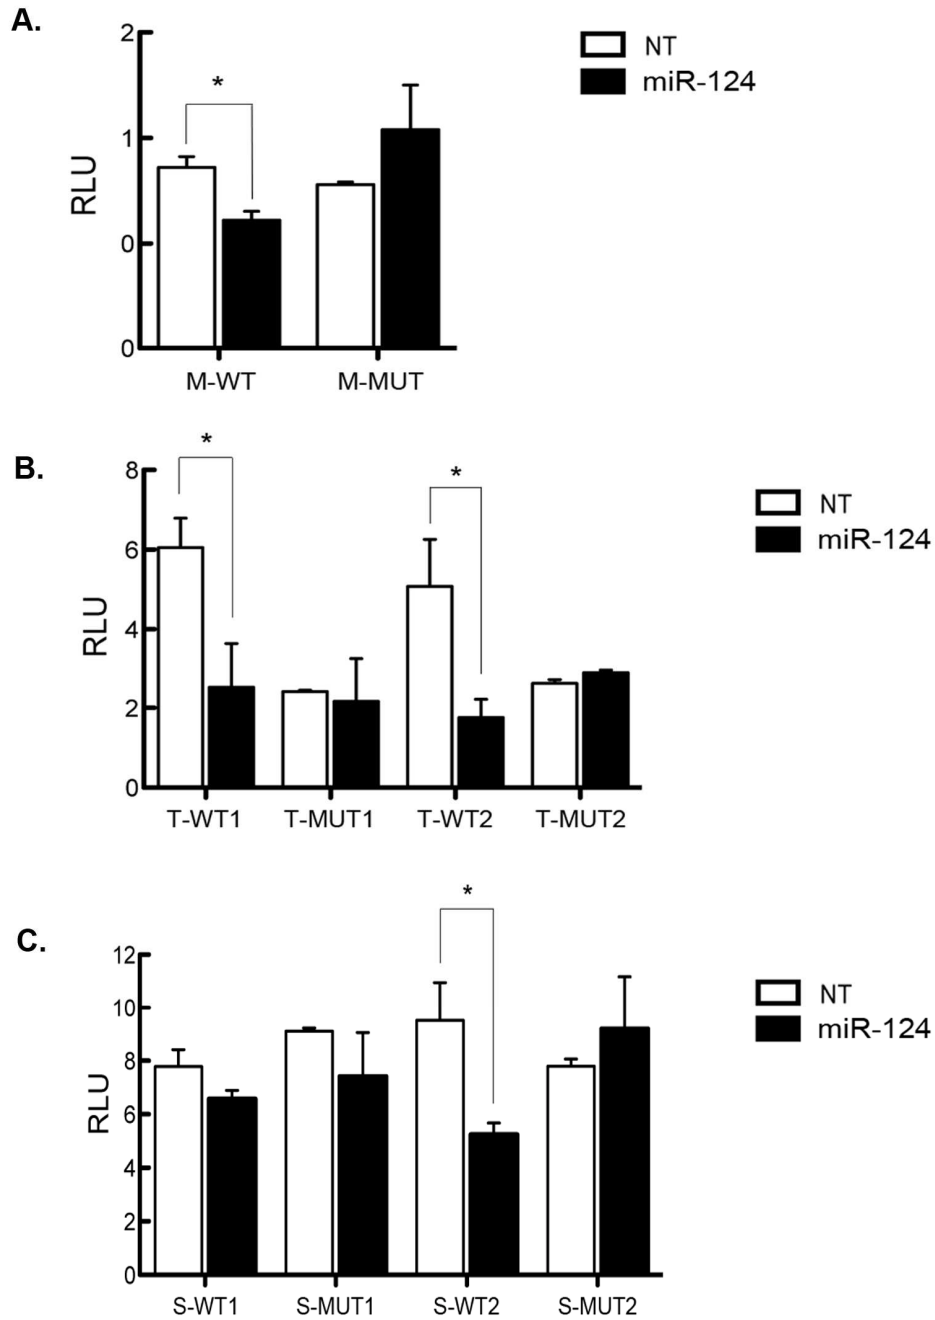 A.
NT
miR-124
*
2
1
0
0
RLU
M-WT M-MUT
B.
NT
miR-124
*
*
8
6
4
2
0
RLU
T-WT1 T-MUT1 T-WT2 T-MUT2
C.
NT
miR-124
*
12
10
8
6
4
2
0
RLU
S-WT1 S-MUT1 S-WT2 S-MUT2